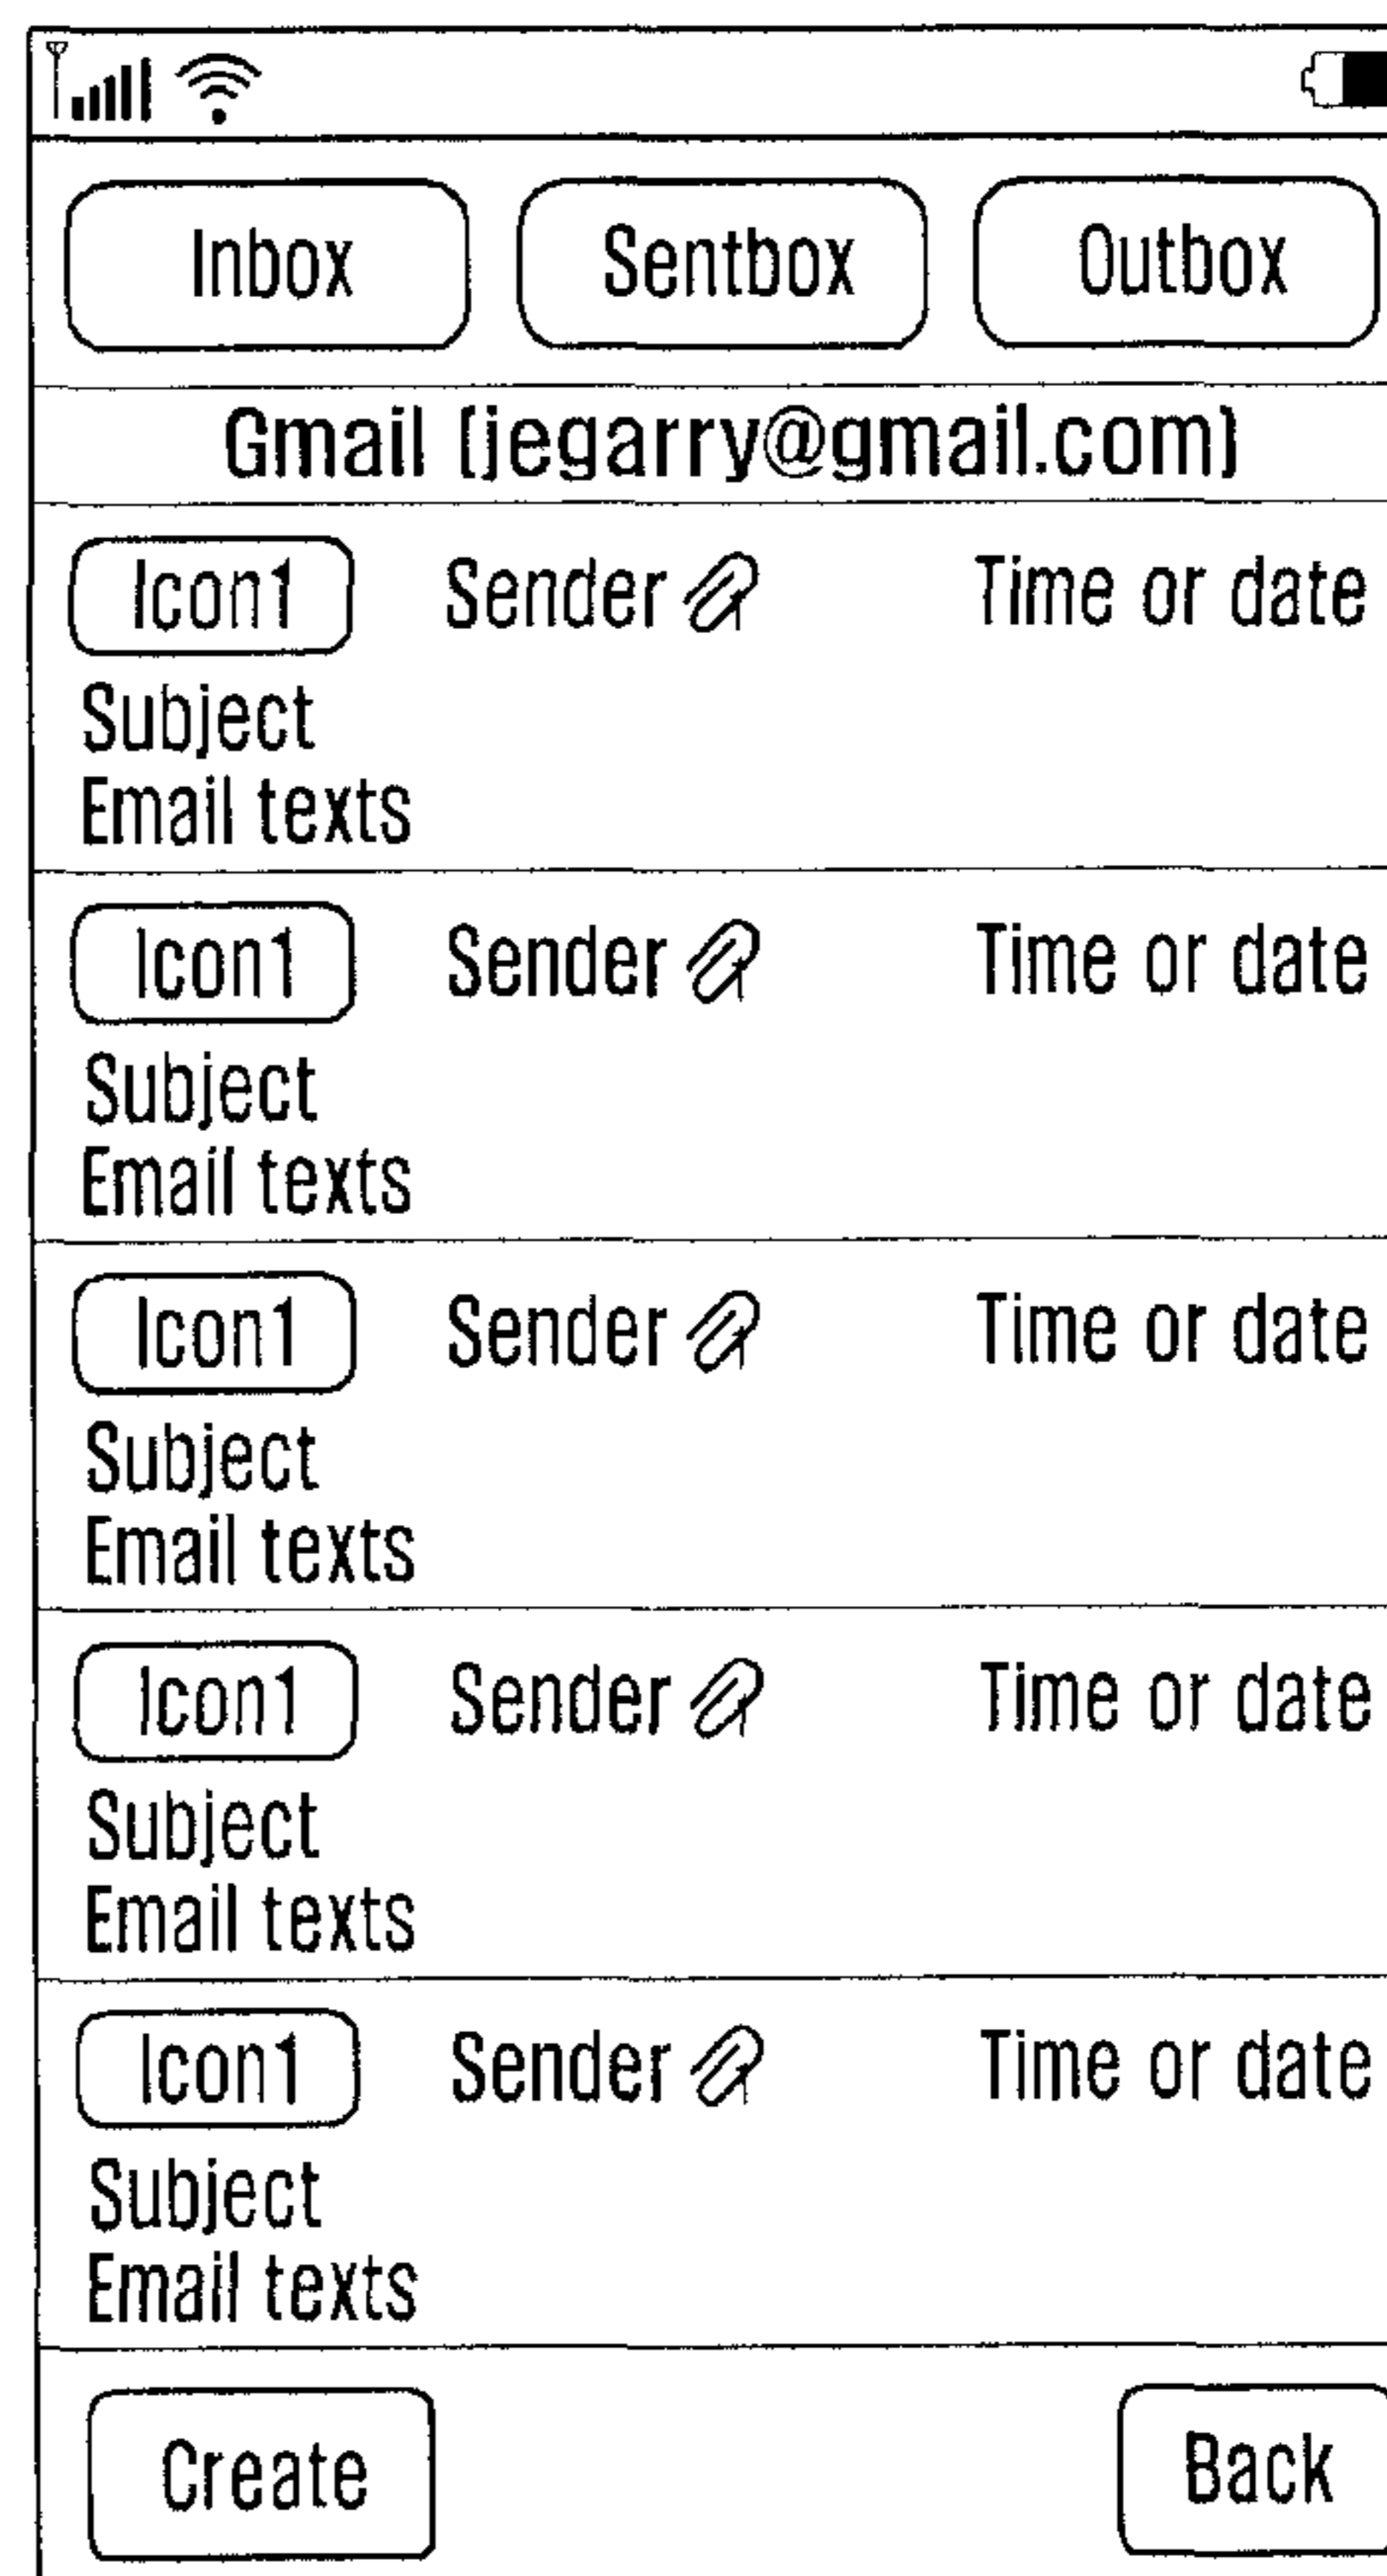 Inbox Sentbox Outbox
Gmail (jegarry@gmail.com)
Icon1 Sender Time or date
Subject
Email texts
Icon1 Sender Time or date
Subject
Email texts
Icon1 Sender Time or date
Subject
Email texts
Icon1 Sender Time or date
Subject
Email texts
Icon1 Sender Time or date
Subject
Email texts
Create Back